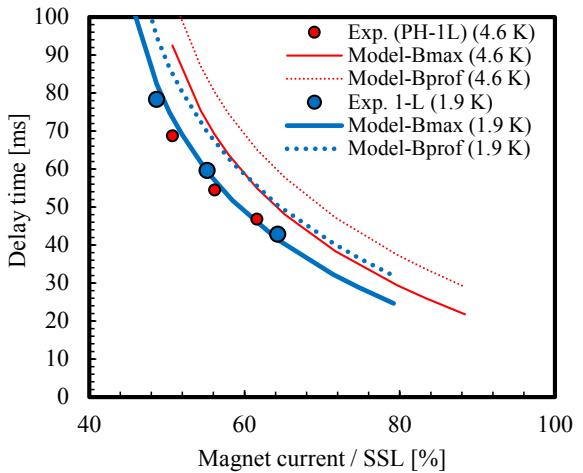 100
90
80
70
60
50
40
30
20
10
0
Delay time [ms]
40
60
80
100
Magnet current / SSL [%]
Exp. (PH-1L) (4.6 K)
Model-Bmax (4.6 K)
Model-Bprof (4.6 K)
Exp. 1-L (1.9 K)
Model-Bmax (1.9 K)
Model-Bprof (1.9 K)